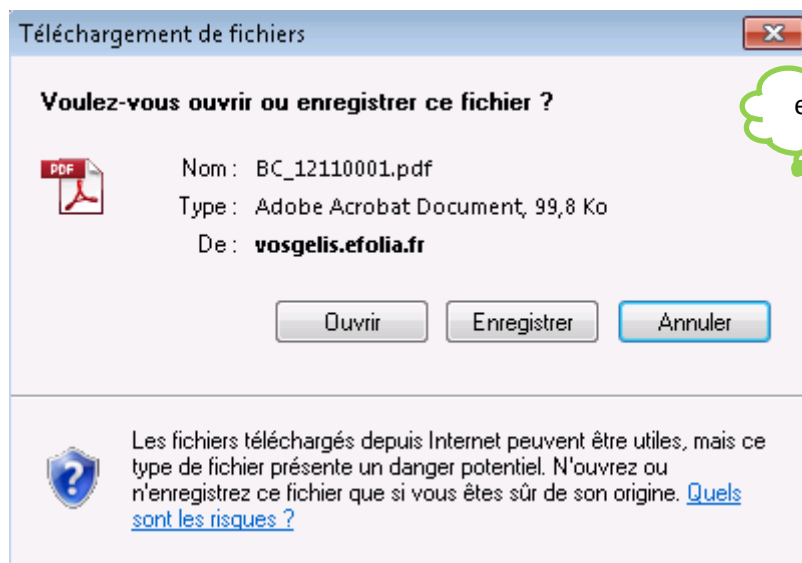 Téléchargement de fichiers
Voulez-vous ouvrir ou enregistrer ce fichier ?
PDF
Nom : BC_12110001.pdf
Type : Adobe Acrobat Document, 99,8 Ko
De : vosgelis.efolia.fr
Ouvrir Enregistrer Annuler
Les fichiers téléchargés depuis Internet peuvent être utiles, mais ce
type de fichier présente un danger potentiel. N'ouvrez ou
n'enregistrez ce fichier que si vous êtes sûr de son origine. Quels
sont les risques ?